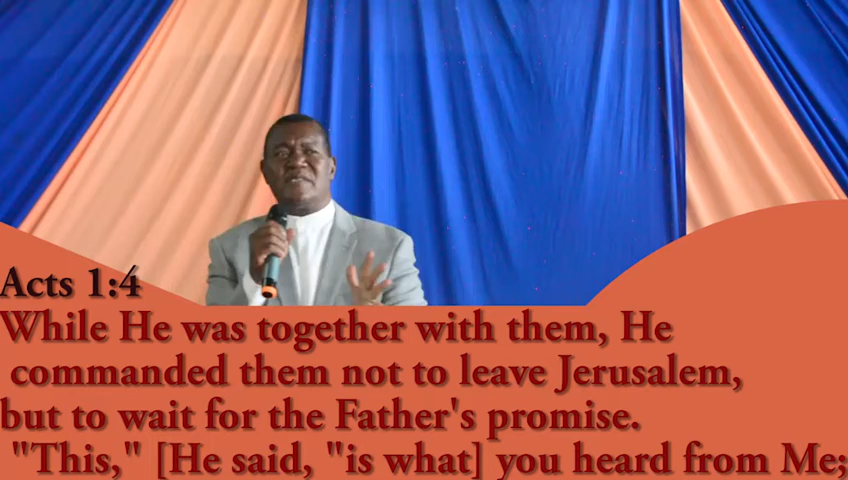 Acts 1:4
While He was together with them, He
commanded them not to leave Jerusalem,
but to wait for the Father's promise.
"This," [He said, "is what] you heard from Me;